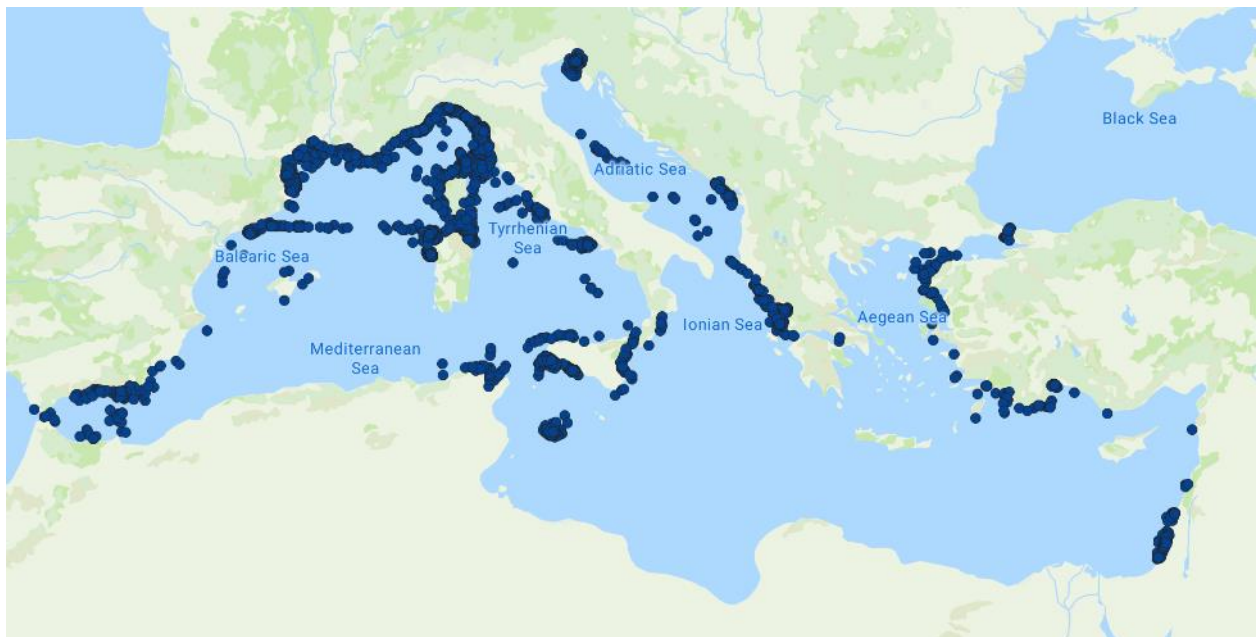 Black Sea
Adriatic Sea
Tyrrhenian
Sea
Balearic Sea
Ionian Sea
Aegean Sea
Mediterranean
Sea